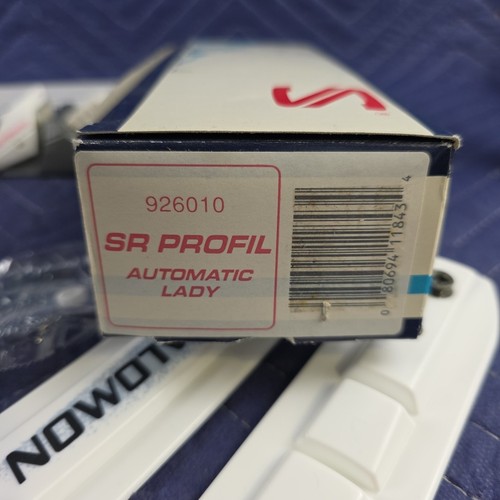 926010
SR PROFIL
AUTOMATIC
LADY
0 80694 11843 4
SALOMON